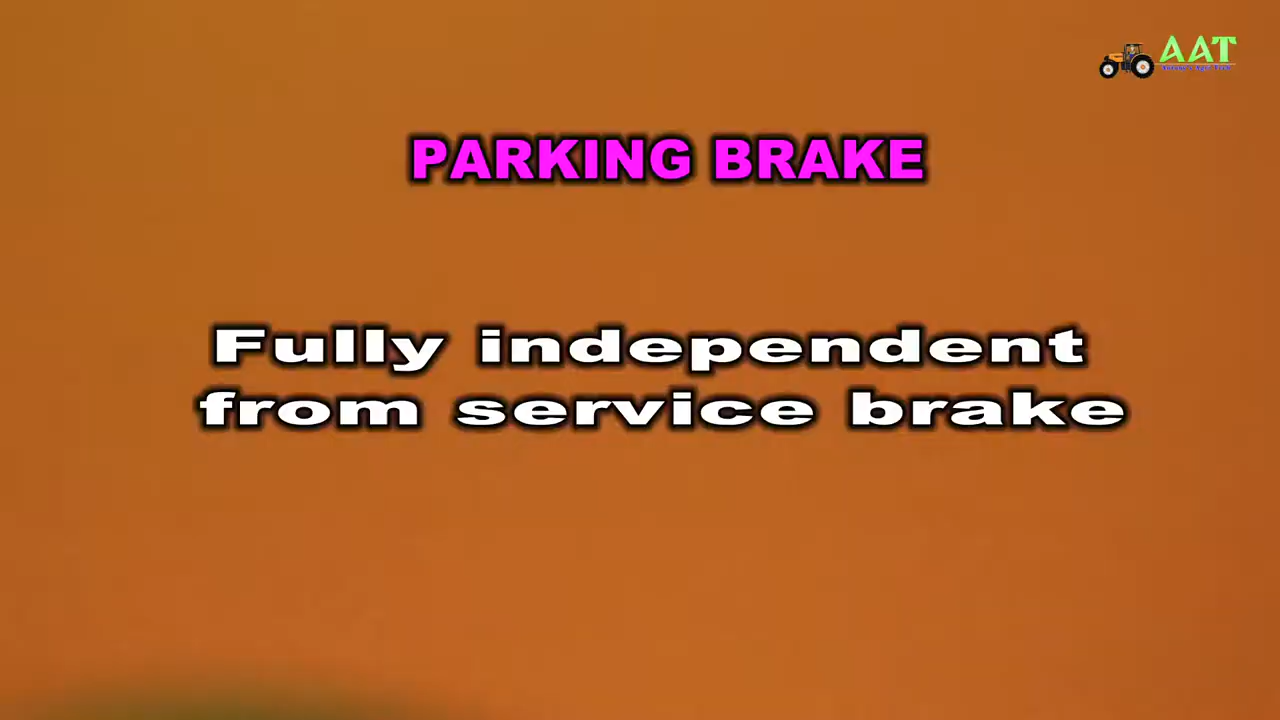 AAT
PARKING BRAKE
Fully independent
from service brake